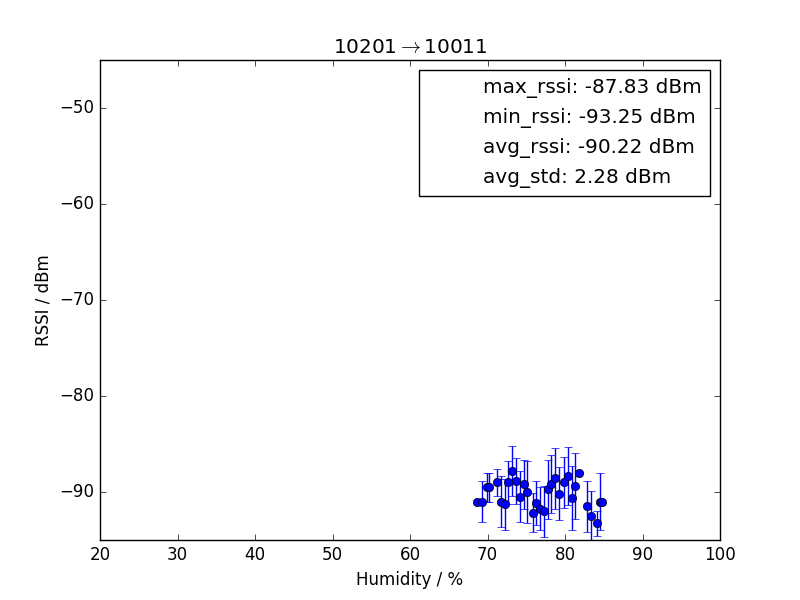 10201→10011
max_rssi: -87.83 dBm
min_rssi: -93.25 dBm
avg_rssi: -90.22 dBm
avg_std: 2.28 dBm
−50
−60
−70
−80
−90
RSSI / dBm
20 30 40 50 60 70 80 90 100
Humidity / %